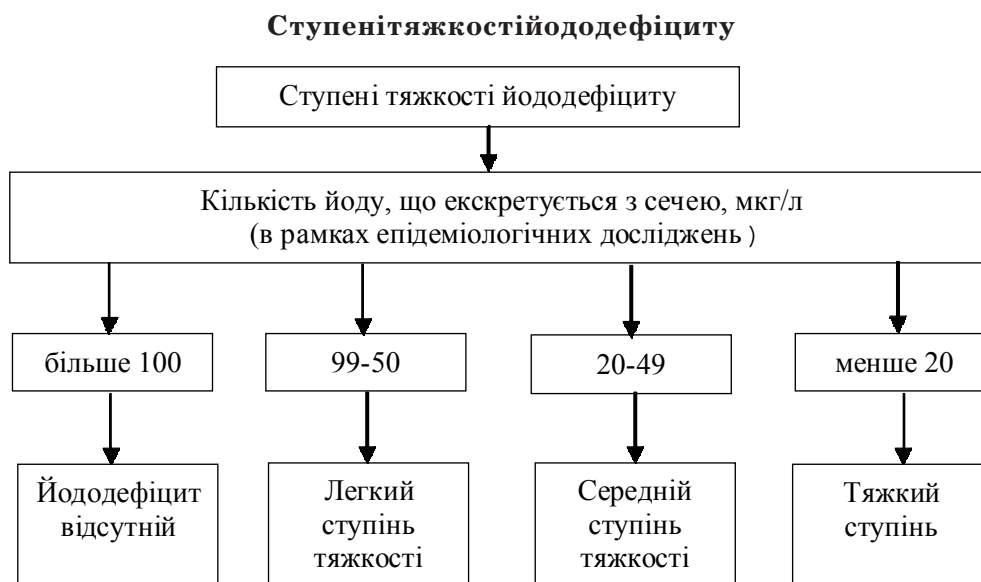 Ступенітяжкостійододефіциту
Ступені тяжкості йододефіциту
Кількість йоду, що екскретується з сечею, мкг/л
(в рамках епідеміологічних досліджень)
більше 100
99-50
20-49
менше 20
Йододефіцит
відсутній
Легкий
ступінь
тяжкості
Середній
ступінь
тяжкості
Тяжкий
ступінь